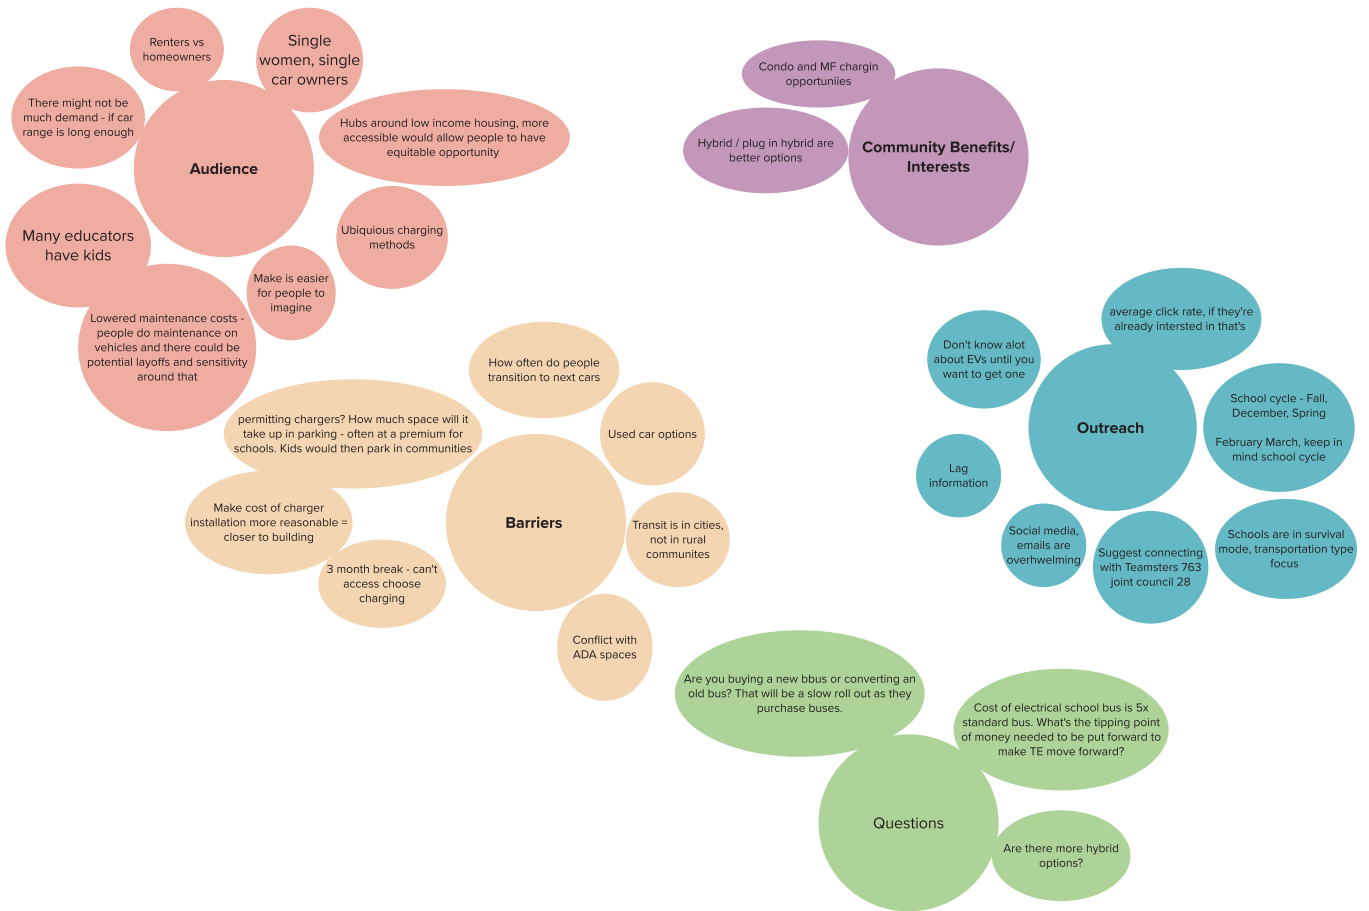 Renters vs
homeowners
Single
women, single
car owners
There might not be
much demand - if car
range is long enough
Hubs around low income housing, more
accessible would allow people to have
equitable opportunity
Audience
Many educators
have kids
Ubiquious charging
methods
Make is easier
for people to
imagine
Lowered maintenance costs -
people do maintenance on
vehicles and there could be
potential layoffs and sensitivity
around that
Condo and MF chargin
opportuniies
Hybrid / plug in hybrid are
better options
Community Benefits/
Interests
How often do people
transition to next cars
permitting chargers? How much space will it
take up in parking - often at a premium for
schools. Kids would then park in communities
Used car options
Make cost of charger
installation more reasonable =
closer to building
Barriers
Transit is in cities,
not in rural
communites
3 month break - can't
access choose
charging
Conflict with
ADA spaces
average click rate, if they're
already intersted in that's
Don't know alot
about EVs until you
want to get one
Outreach
School cycle - Fall,
December, Spring
February March, keep in
mind school cycle
Lag
information
Social media,
emails are
overhwelming
Suggest connecting
with Teamsters 763
joint council 28
Schools are in survival
mode, transportation type
focus
Are you buying a new bbus or converting an
old bus? That will be a slow roll out as they
purchase buses.
Cost of electrical school bus is 5x
standard bus. What's the tipping point
of money needed to be put forward to
make TE move forward?
Questions
Are there more hybrid
options?